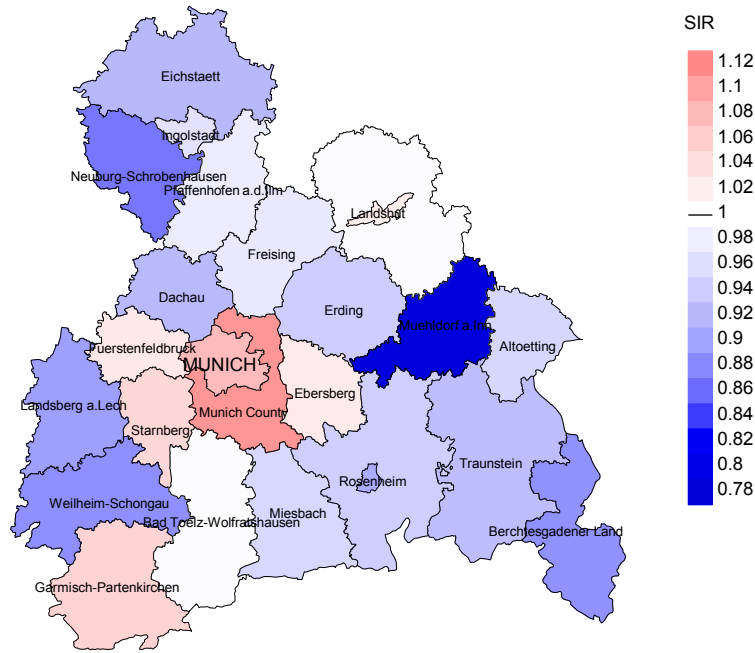 SIR
1.12
1.1
1.08
1.06
1.04
1.02
1
0.98
0.96
0.94
0.92
0.9
0.88
0.86
0.84
0.82
0.8
0.78
Eichstaett
Ingolstadt
Neuburg-Schrobenhausen
Pfaffenhofen a.d.Ilm
Landshut
Freising
Dachau
Erding
Muehldorf a.Inn
Altoetting
Fuerstenfeldbruck
MUNICH
Ebersberg
Landsberg a.Lech
Munich County
Starnberg
Traunstein
Rosenheim
Weilheim-Schongau
Miesbach
Bad Toelz-Wolfratshausen
Berchtesgadener Land
Garmisch-Partenkirchen